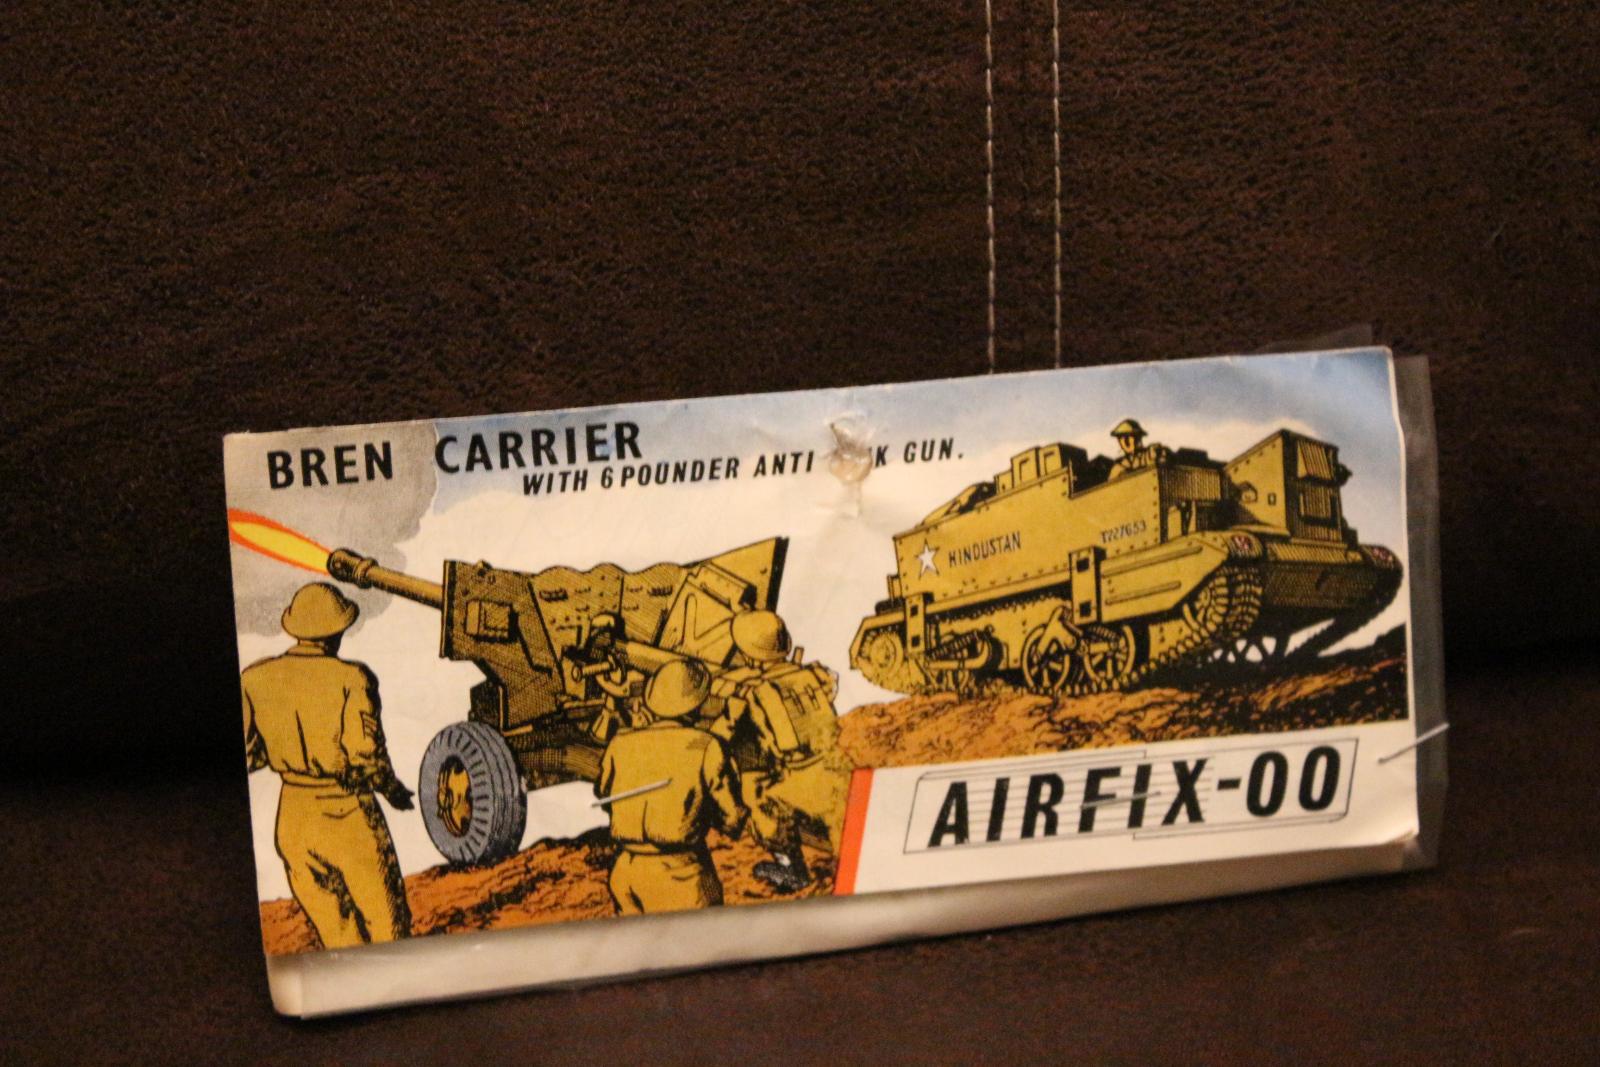 BREN CARRIER
WITH 6 POUNDER ANTI K GUN.
HINDUSTAN
T227653
AIRFIX-00